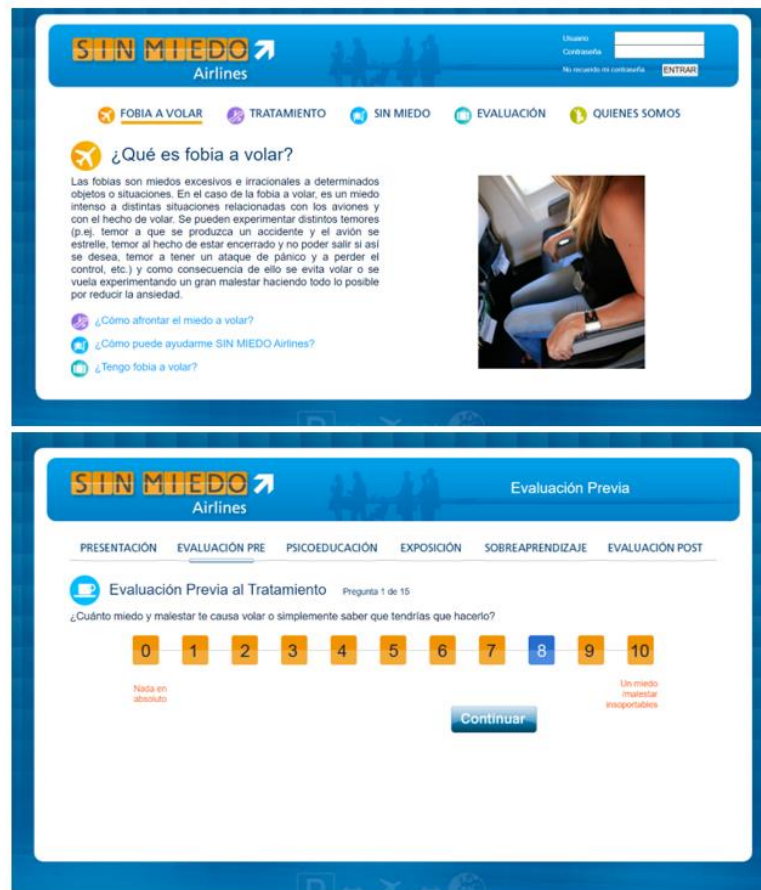 SIN MIEDO
Airlines
Usuario
Contraseña
No recuerdo mi contraseña ENTRAR
FOBIA A VOLAR TRATAMIENTO SIN MIEDO EVALUACIÓN QUIENES SOMOS
¿Qué es fobia a volar?
Las fobias son miedos excesivos e irracionales a determinados
objetos o situaciones. En el caso de la fobia a volar, es un miedo
intenso a distintas situaciones relacionadas con los aviones y
con el hecho de volar. Se pueden experimentar distintos temores
(p.ej. temor a que se produzca un accidente y el avión se
estrelle, temor al hecho de estar encerrado y no poder salir si así
se desea, temor a tener un ataque de pánico y a perder el
control, etc.) y como consecuencia de ello se evita volar o se
vuela experimentando un gran malestar haciendo todo lo posible
por reducir la ansiedad.
¿Cómo afrontar el miedo a volar?
¿Cómo puede ayudarme SIN MIEDO Airlines?
¿Tengo fobia a volar?
SIN MIEDO
Airlines
Evaluación Previa
PRESENTACIÓN EVALUACIÓN PRE PSICOEDUCACIÓN EXPOSICIÓN SOBREAPRENDIZAJE EVALUACIÓN POST
Evaluación Previa al Tratamiento Pregunta 1 de 15
¿Cuánto miedo y malestar te causa volar o simplemente saber que tendrías que hacerlo?
0 1 2 3 4 5 6 7 8 9 10
Nada en
absoluto
Un miedo
/malestar
insoportables
Continuar